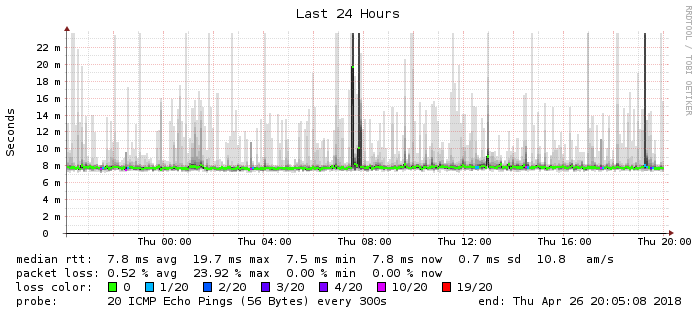 Last 24 Hours
RRDTOOL / TOBI OETIKER
Seconds
22 m
20 m
18 m
16 m
14 m
12 m
10 m
8 m
6 m
4 m
2 m
0
Thu 00:00 Thu 04:00 Thu 08:00 Thu 12:00 Thu 16:00 Thu 20:00
median rtt: 7.8 ms avg 19.7 ms max 7.5 ms min 7.8 ms now 0.7 ms sd 10.8 am/s
packet loss: 0.52 % avg 23.92 % max 0.00 % min 0.00 % now
loss color: 0 1/20 2/20 3/20 4/20 10/20 19/20
probe: 20 ICMP Echo Pings (56 Bytes) every 300s end: Thu Apr 26 20:05:08 2018